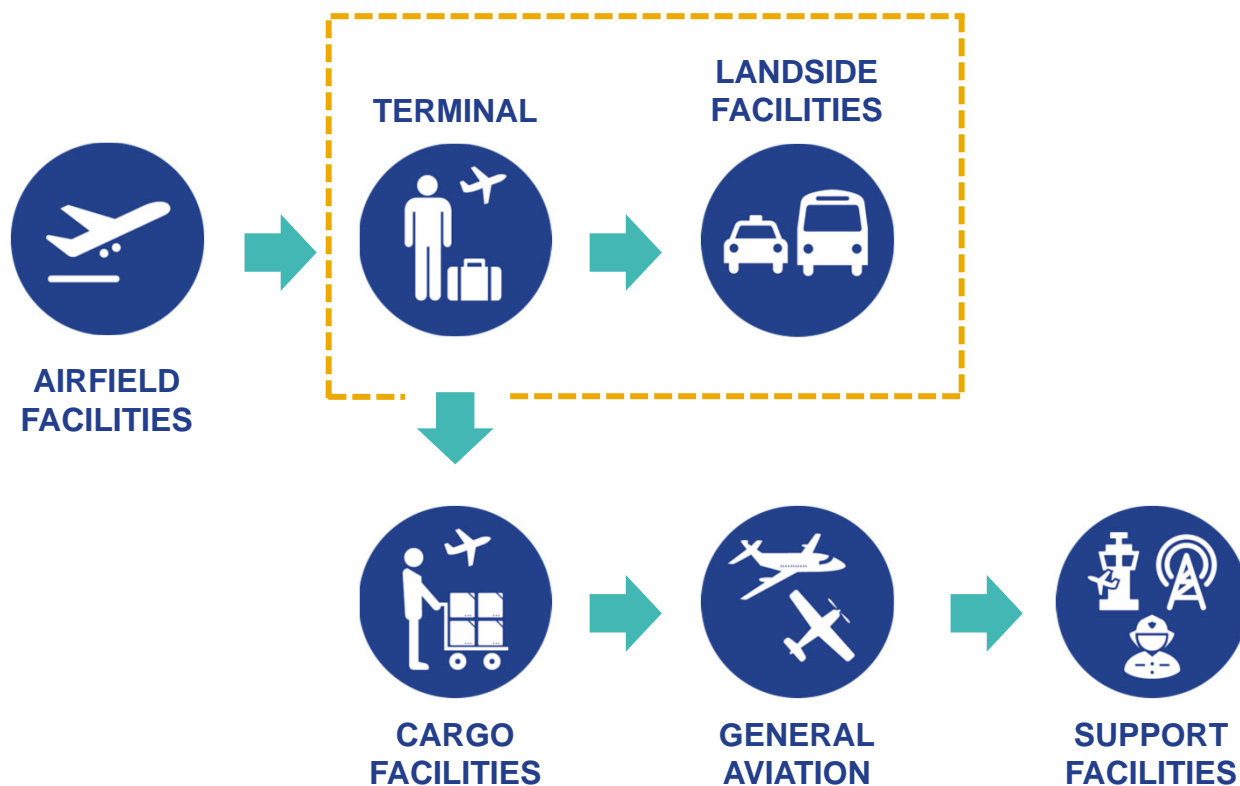 TERMINAL
LANDSIDE
FACILITIES
AIRFIELD
FACILITIES
CARGO
FACILITIES
GENERAL
AVIATION
SUPPORT
FACILITIES